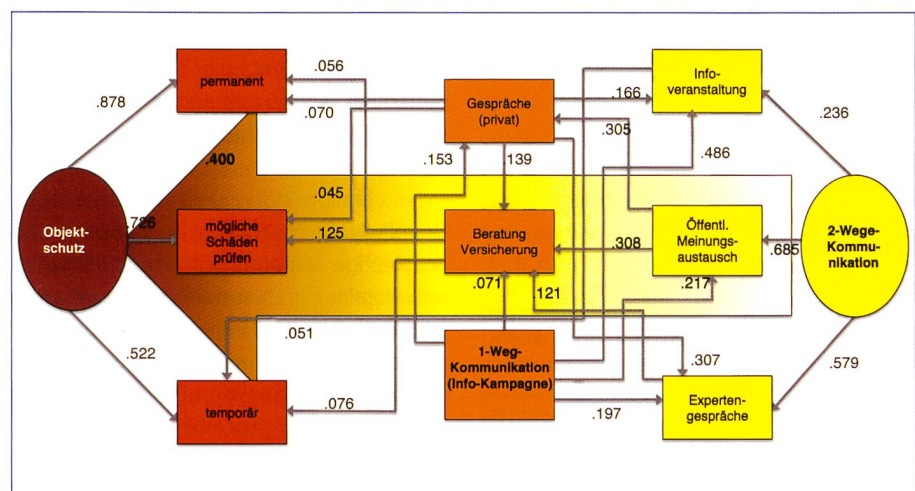 permanent
.056
.070
.878
Gespräche
(privat)
.166
Info-
veranstaltung
.236
.305
.486
.400
.153
.139
.045
Objekt-
schutz
.726
mögliche
Schäden
prüfen
.125
Beratung
Versicherung
.308
Öffentl.
Meinungs-
austausch
.685
2-Wege-
Kommu-
nikation
.071
.121
.217
.051
.522
1-Weg-
Kommunikation
(Info-Kampagne)
.307
.579
temporär
.076
.197
Experten-
gespräche